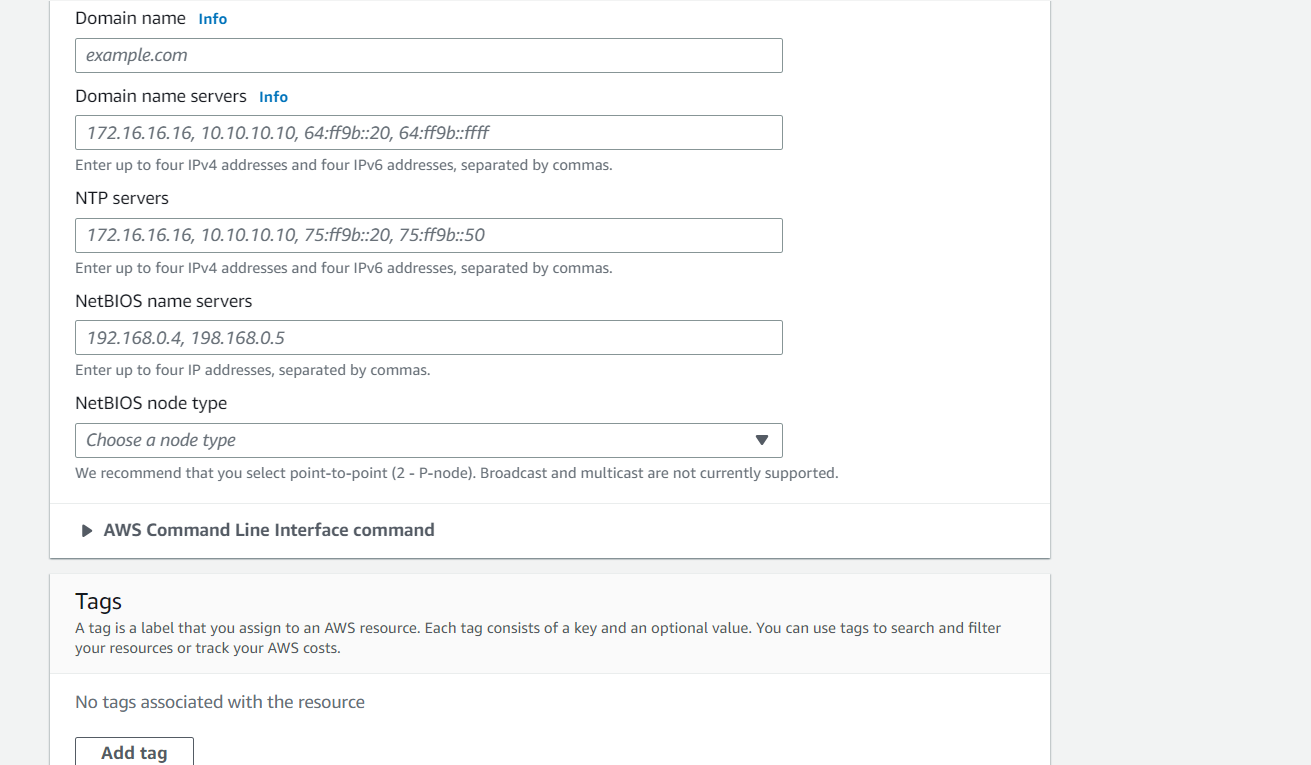 Domain name Info
example.com
Domain name servers Info
172.16.16.16, 10.10.10.10, 64:ff9b::20, 64:ff9b::ffff
Enter up to four IPv4 addresses and four IPv6 addresses, separated by commas.
NTP servers
172.16.16.16, 10.10.10.10, 75:ff9b::20, 75:ff9b::50
Enter up to four IPv4 addresses and four IPv6 addresses, separated by commas.
NetBIOS name servers
192.168.0.4, 198.168.0.5
Enter up to four IP addresses, separated by commas.
NetBIOS node type
Choose a node type
We recommend that you select point-to-point (2 - P-node). Broadcast and multicast are not currently supported.
AWS Command Line Interface command
Tags
A tag is a label that you assign to an AWS resource. Each tag consists of a key and an optional value. You can use tags to search and filter
your resources or track your AWS costs.
No tags associated with the resource
Add tag